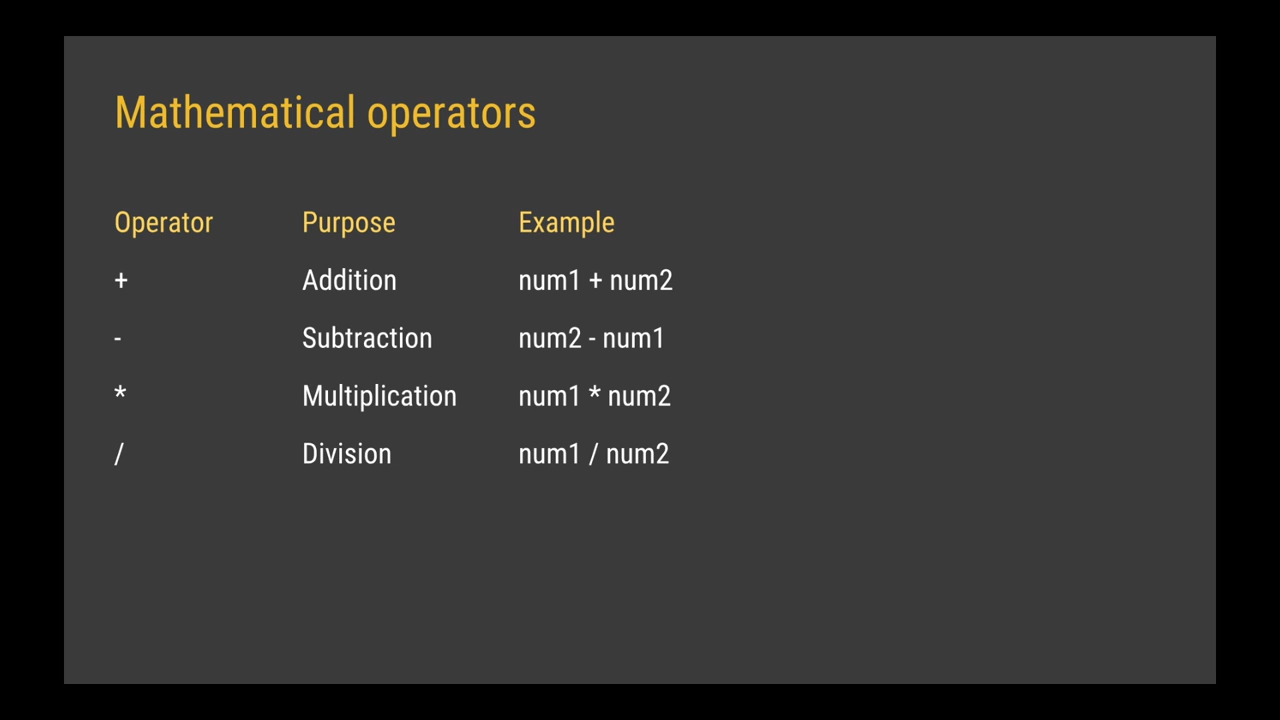 Mathematical operators
Operator Purpose Example
+ Addition num1 + num2
- Subtraction num2 - num1
* Multiplication num1 * num2
/ Division num1 / num2